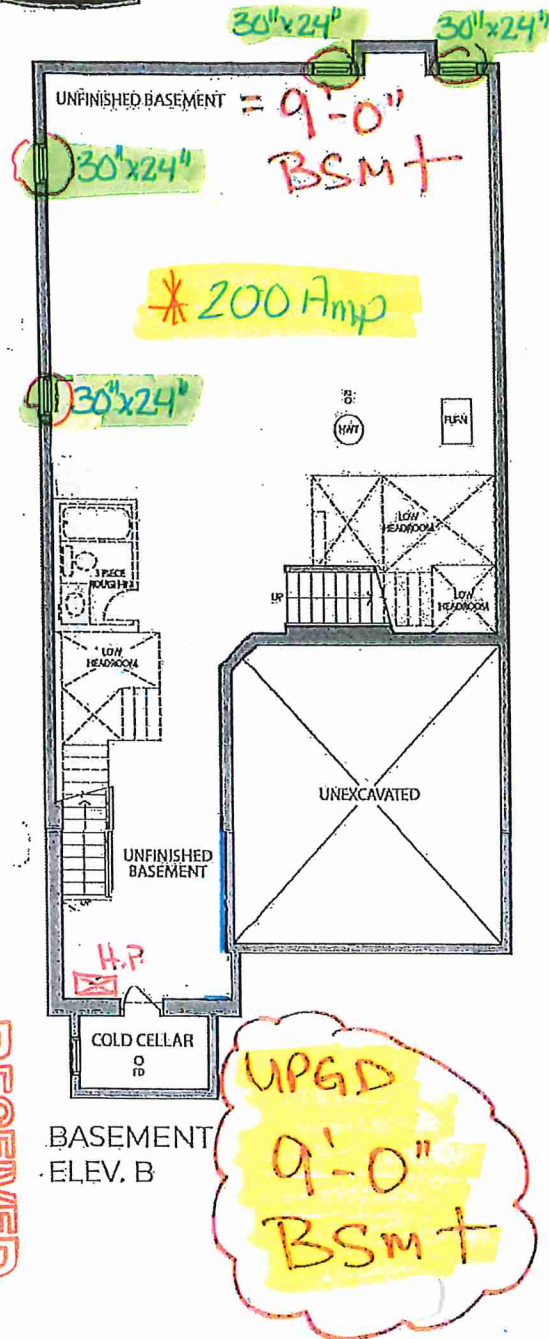 30"x24" 30"x24"
UNFINISHED BASEMENT = 9'-0"
BSMT
30"x24"
* 200 Amp
30"x24"
FD
HWT
FURN
LOW
HEADROOM
3 PIECE
ROUGH-IN
UP
LOW
HEADROOM
LOW
HEADROOM
UNEXCAVATED
UNFINISHED
BASEMENT
UP
H.P.
COLD CELLAR
FD
UPGD
9'-0"
BSMT
BASEMENT
ELEV. B
RECEIVED